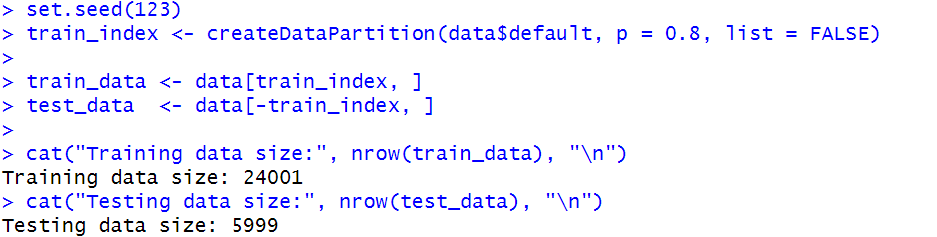 > set.seed(123)
> train_index <- createDataPartition(data$default, p = 0.8, list = FALSE)
>
> train_data <- data[train_index, ]
> test_data  <- data[-train_index, ]
>
> cat("Training data size:", nrow(train_data), "\n")
Training data size: 24001
> cat("Testing data size:", nrow(test_data), "\n")
Testing data size: 5999